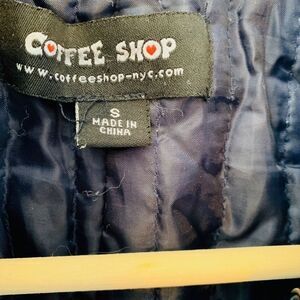 COFFEE SHOP
www.coffeeshop-nyc.com
S
MADE IN
CHINA